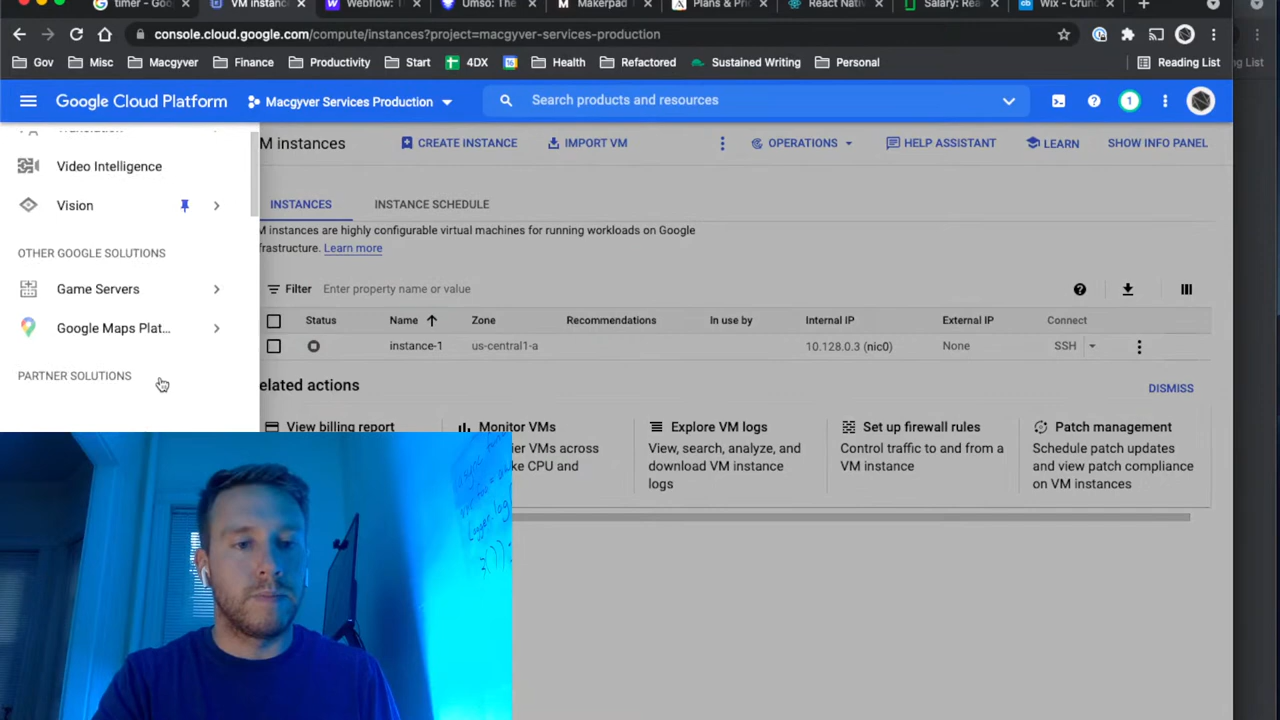 timer - Goo
VM instanc
Webflow: T
Umso: The
Makerpad
Plans & Pri
React Nativ
Salary: Rea
Wix - Crunc
console.cloud.google.com/compute/instances?project=macgyver-services-production
Gov Misc Macgyver Finance Productivity Start 4DX Health Refactored Sustained Writing Personal Reading List
Google Cloud Platform Macgyver Services Production Search products and resources 1
Translation
Video Intelligence
Vision
OTHER GOOGLE SOLUTIONS
Game Servers
Google Maps Plat...
PARTNER SOLUTIONS
M instances CREATE INSTANCE IMPORT VM OPERATIONS HELP ASSISTANT LEARN SHOW INFO PANEL
INSTANCES INSTANCE SCHEDULE
M instances are highly configurable virtual machines for running workloads on Google
frastructure. Learn more
Filter Enter property name or value
Status Name Zone Recommendations In use by Internal IP External IP Connect
instance-1 us-central1-a 10.128.0.3 (nic0) None SSH
elated actions DISMISS
View billing report
Monitor VMs
ier VMs across
ke CPU and
Explore VM logs
View, search, analyze, and
download VM instance
logs
Set up firewall rules
Control traffic to and from a
VM instance
Patch management
Schedule patch updates
and view patch compliance
on VM instances